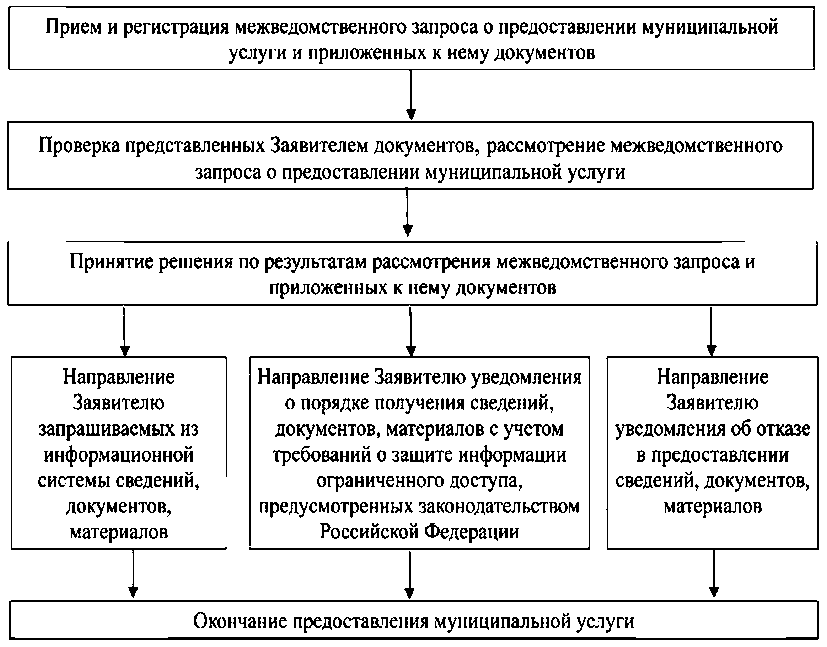 Прием и регистрация межведомственного запроса о предоставлении муниципальной
услуги и приложенных к нему документов
Проверка представленных Заявителем документов, рассмотрение межведомственного
запроса о предоставлении муниципальной услуги
Принятие решения по результатам рассмотрения межведомственного запроса и
приложенных к нему документов
Направление
Заявителю
запрашиваемых из
информационной
системы сведений,
документов,
материалов
Направление Заявителю уведомления
о порядке получения сведений,
документов, материалов с учетом
требований о защите информации
ограниченного доступа,
предусмотренных законодательством
Российской Федерации
Направление
Заявителю
уведомления об отказе
в предоставлении
сведений, документов,
материалов
Окончание предоставления муниципальной услуги